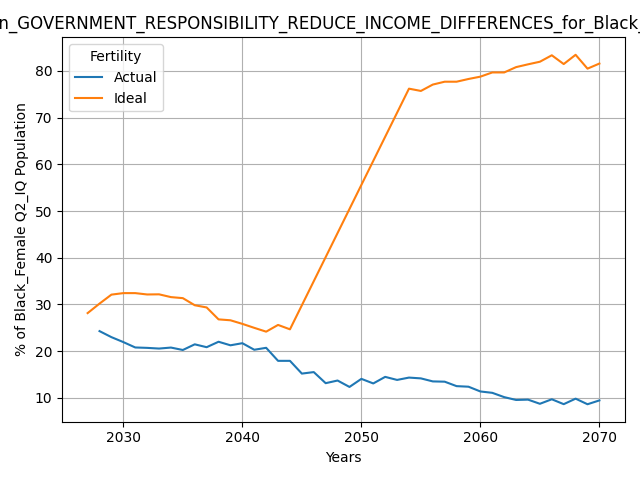 n_GOVERNMENT_RESPONSIBILITY_REDUCE_INCOME_DIFFERENCES_for_Black_
Fertility
Actual
Ideal
% of Black_Female Q2_IQ Population
80
70
60
50
40
30
20
10
2030 2040 2050 2060 2070
Years